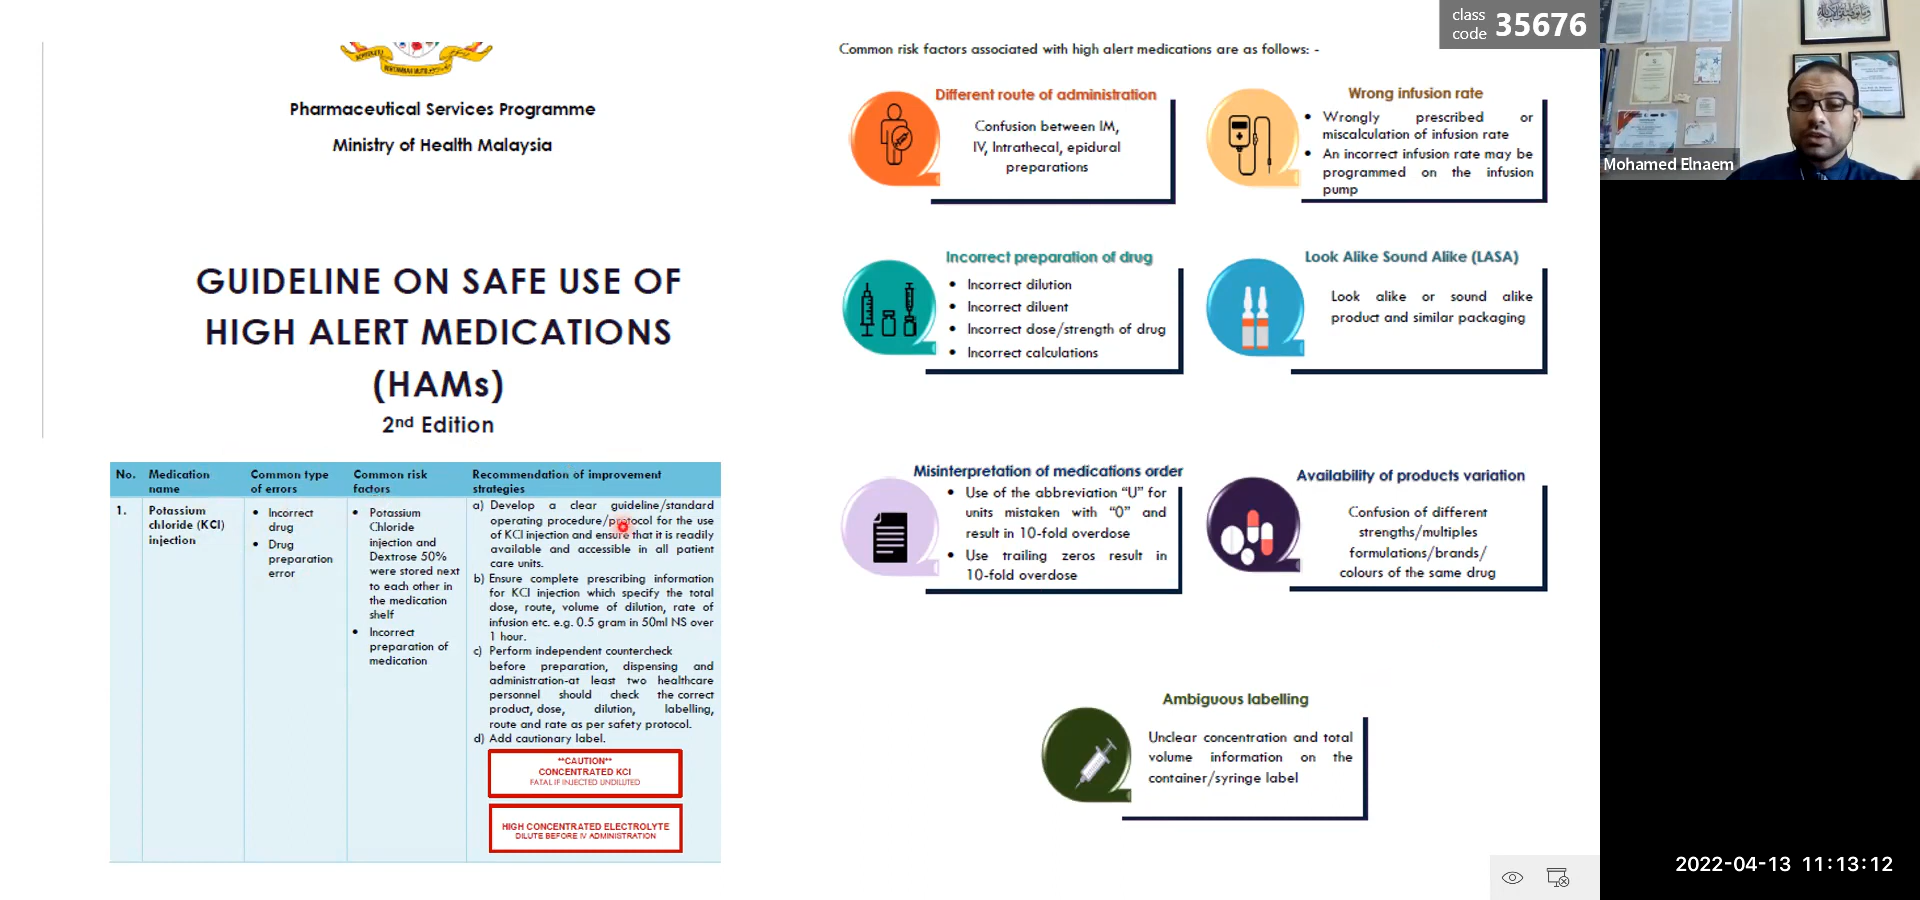 Pharmaceutical Services Programme
Ministry of Health Malaysia
GUIDELINE ON SAFE USE OF
HIGH ALERT MEDICATIONS
(HAMs)
2nd Edition
No.
Medication
name
Common type
of errors
Common risk
factors
Recommendation of improvement
strategies
1.
Potassium
chloride (KCl)
injection
• Incorrect
drug
• Drug
preparation
error
• Potassium
Chloride
injection and
Dextrose 50%
were stored next
to each other in
the medication
shelf
• Incorrect
preparation of
medication
a) Develop a clear guideline/standard
operating procedure/protocol for the use
of KCl injection and ensure that it is readily
available and accessible in all patient
care units.
b) Ensure complete prescribing information
for KCl injection which specify the total
dose, route, volume of dilution, rate of
infusion etc. e.g. 0.5 gram in 50ml NS over
1 hour.
c) Perform independent countercheck
before preparation, dispensing and
administration-at least two healthcare
personnel should check the correct
product, dose, dilution, labelling,
route and rate as per safety protocol.
d) Add cautionary label.
**CAUTION**
CONCENTRATED KCl
FATAL IF INJECTED UNDILUTED
HIGH CONCENTRATED ELECTROLYTE
DILUTE BEFORE IV ADMINISTRATION
Common risk factors associated with high alert medications are as follows: -
Different route of administration
Confusion between IM,
IV, Intrathecal, epidural
preparations
Wrong infusion rate
• Wrongly prescribed or
miscalculation of infusion rate
• An incorrect infusion rate may be
programmed on the infusion
pump
Incorrect preparation of drug
• Incorrect dilution
• Incorrect diluent
• Incorrect dose/strength of drug
• Incorrect calculations
Look Alike Sound Alike (LASA)
Look alike or sound alike
product and similar packaging
Misinterpretation of medications order
• Use of the abbreviation “U” for
units mistaken with “0” and
result in 10-fold overdose
• Use trailing zeros result in
10-fold overdose
Availability of products variation
Confusion of different
strengths/multiples
formulations/brands/
colours of the same drug
Ambiguous labelling
Unclear concentration and total
volume information on the
container/syringe label
class
code 35676
Mohamed Elnaem
2022-04-13 11:13:12